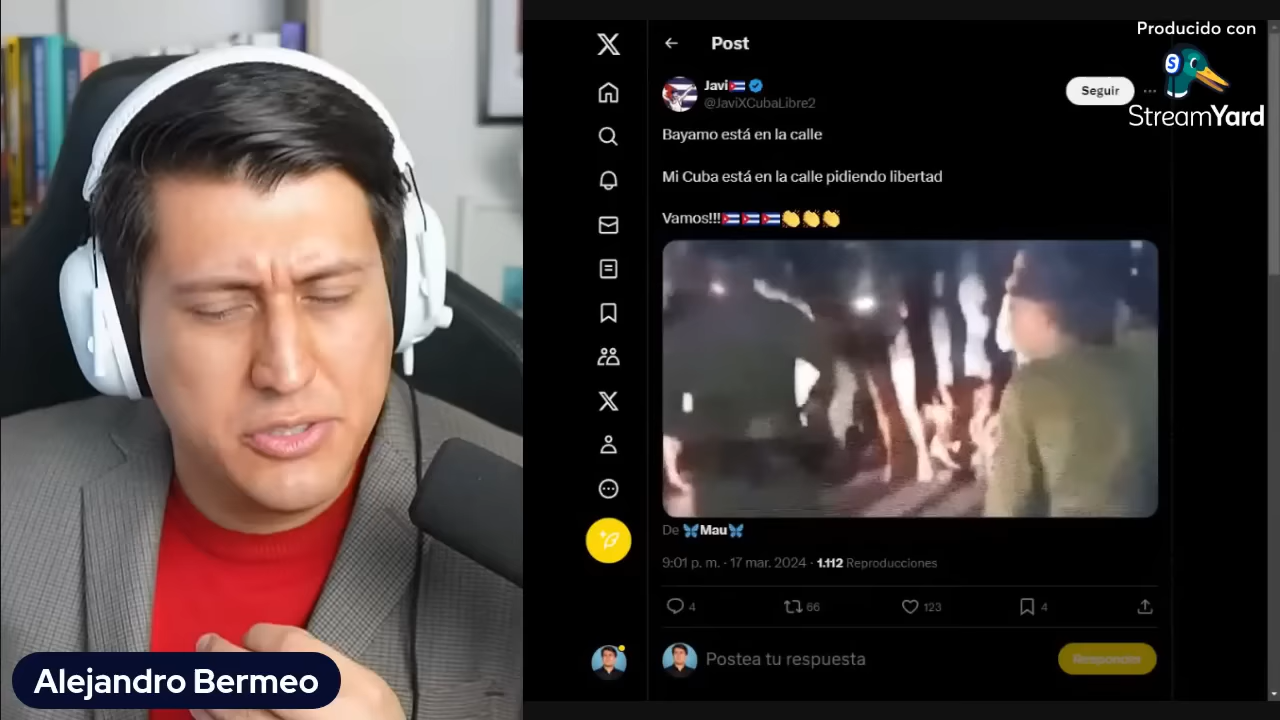 Producido con
StreamYard
Post
Javi
@JaviXCubaLibre2
Seguir
Bayamo está en la calle
Mi Cuba está en la calle pidiendo libertad
Vamos!!!
De Mau
9:01 p. m. · 17 mar. 2024 · 1.112 Reproducciones
4 66 123 4
Postea tu respuesta
Responder
Alejandro Bermeo